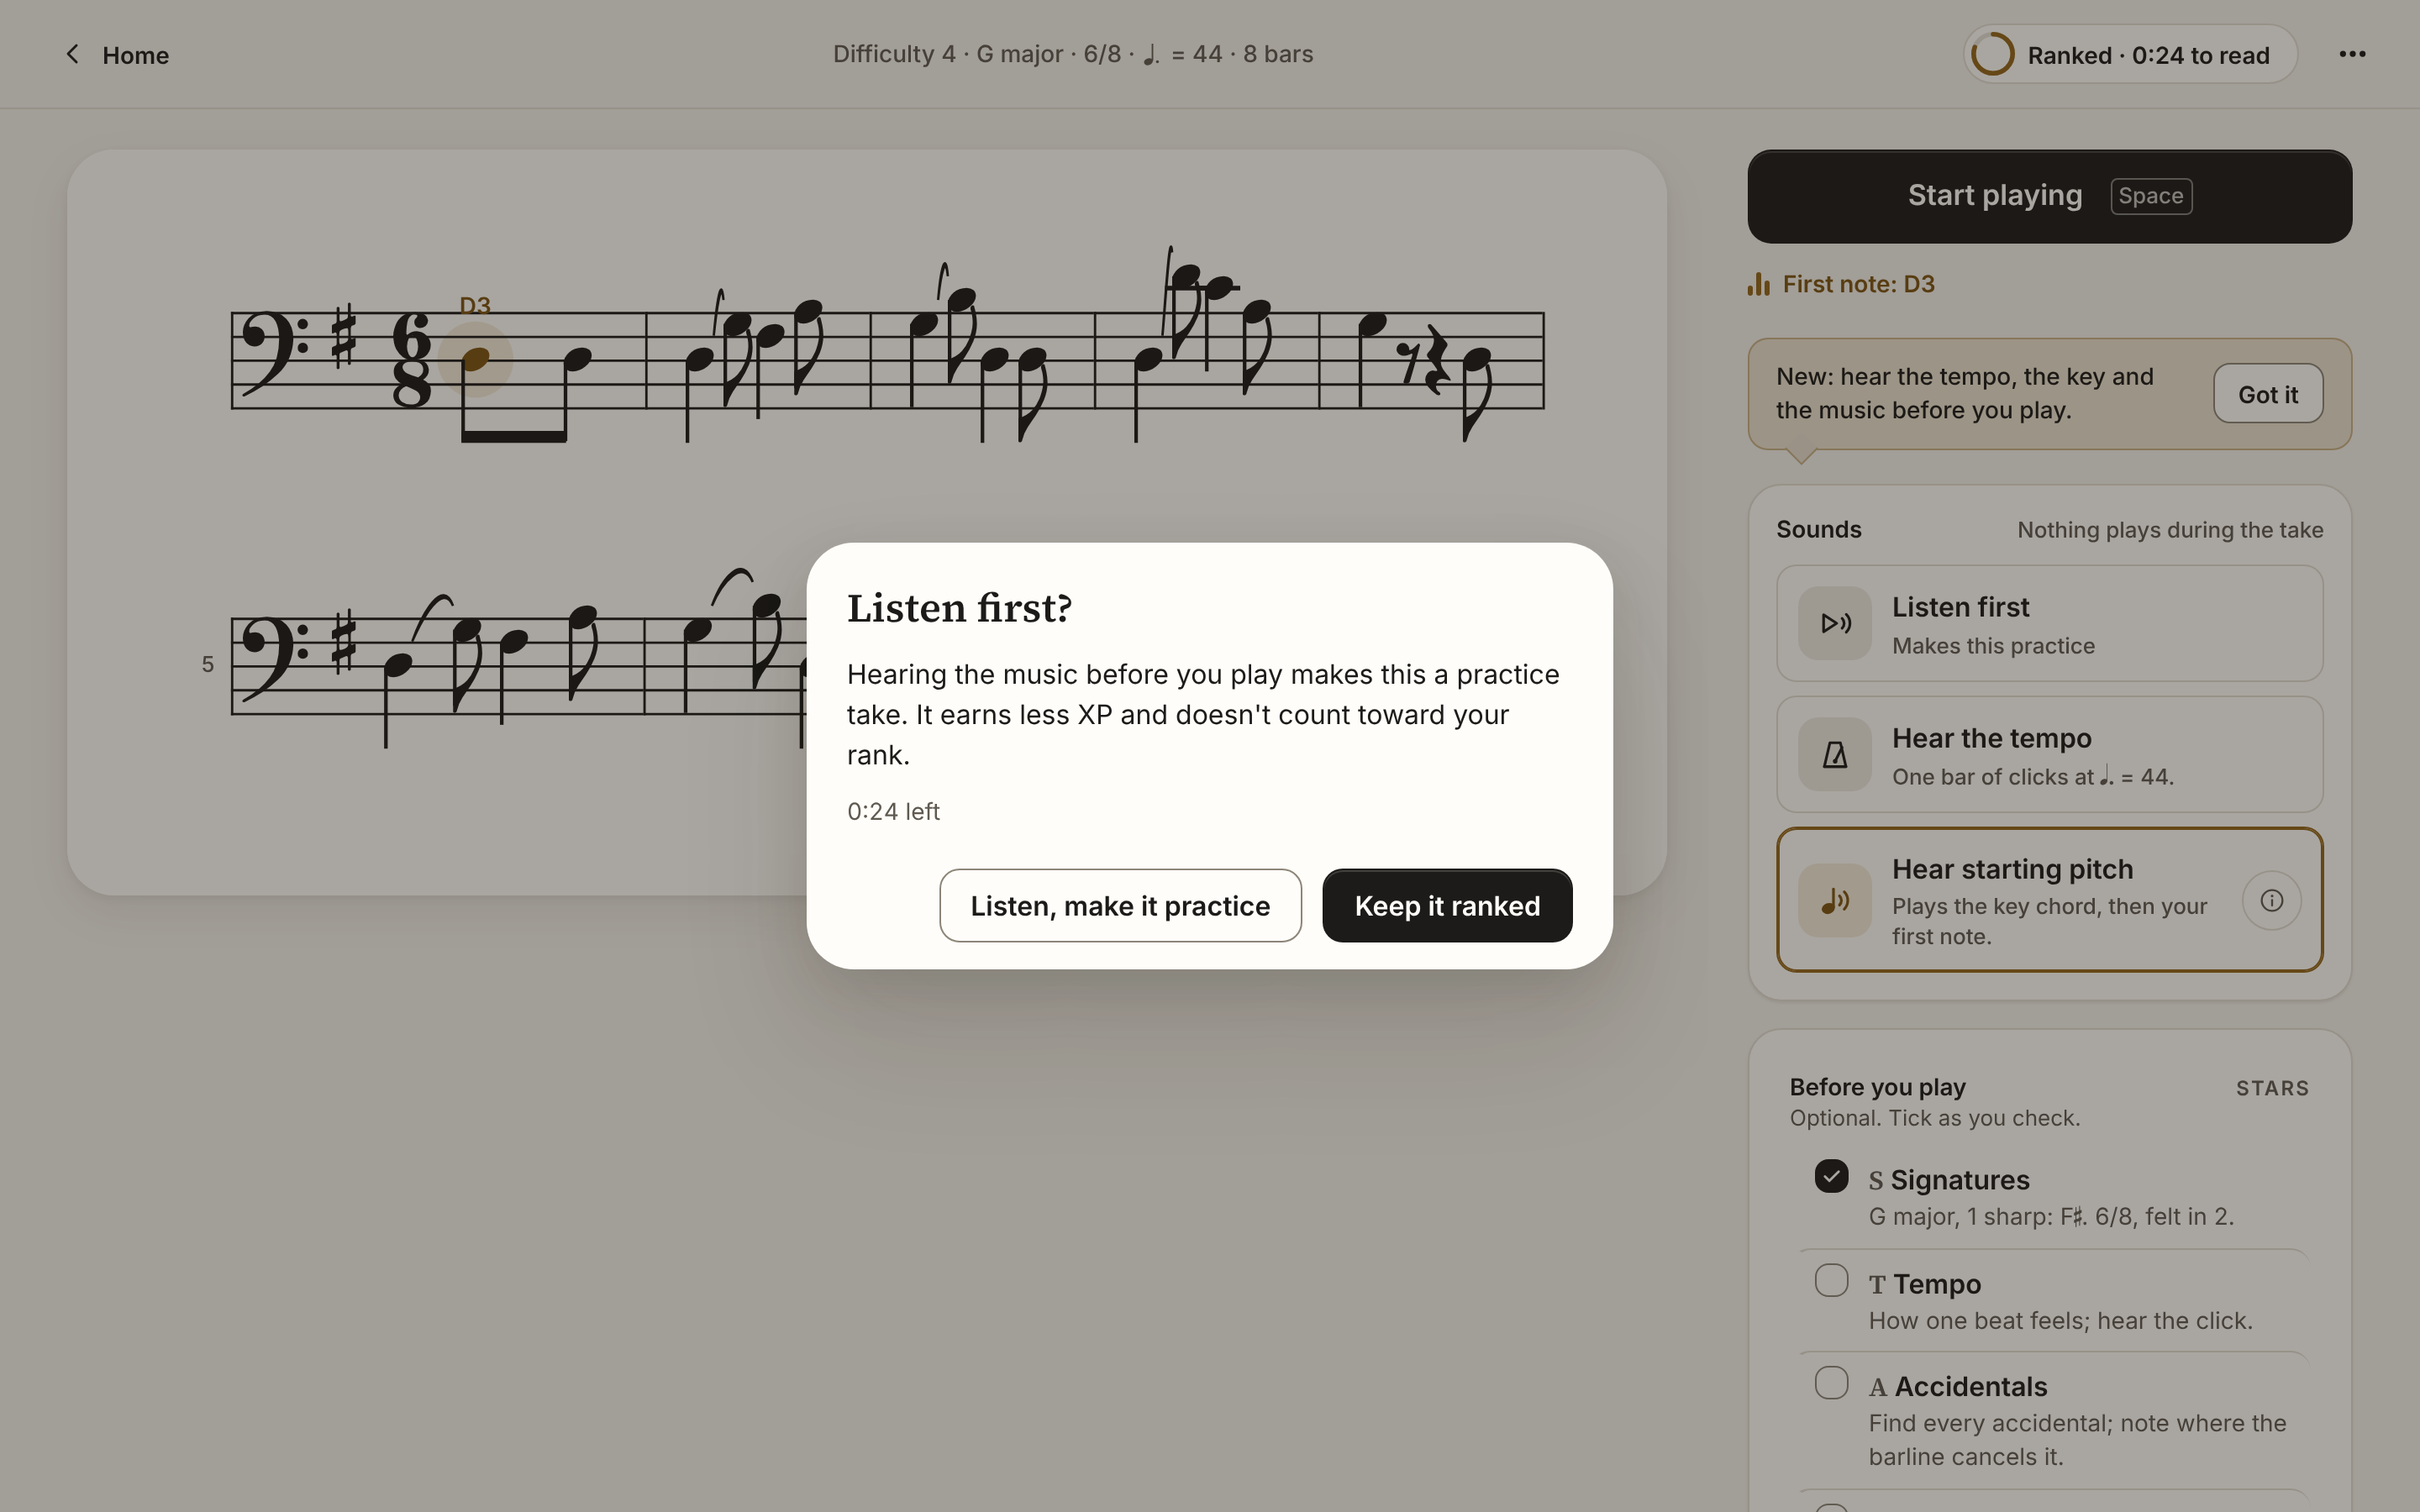 Home
Difficulty 4 · G major · 6/8 · ♩. = 44 · 8 bars
Ranked · 0:24 to read
Start playing Space
First note: D3
New: hear the tempo, the key and
the music before you play.
Got it
Sounds
Nothing plays during the take
Listen first
Makes this practice
Hear the tempo
One bar of clicks at ♩. = 44.
Hear starting pitch
Plays the key chord, then your
first note.
Before you play
STARS
Optional. Tick as you check.
S Signatures
G major, 1 sharp: F♯. 6/8, felt in 2.
T Tempo
How one beat feels; hear the click.
A Accidentals
Find every accidental; note where the
barline cancels it.
D3
6
8
5
Listen first?
Hearing the music before you play makes this a practice
take. It earns less XP and doesn't count toward your
rank.
0:24 left
Listen, make it practice
Keep it ranked